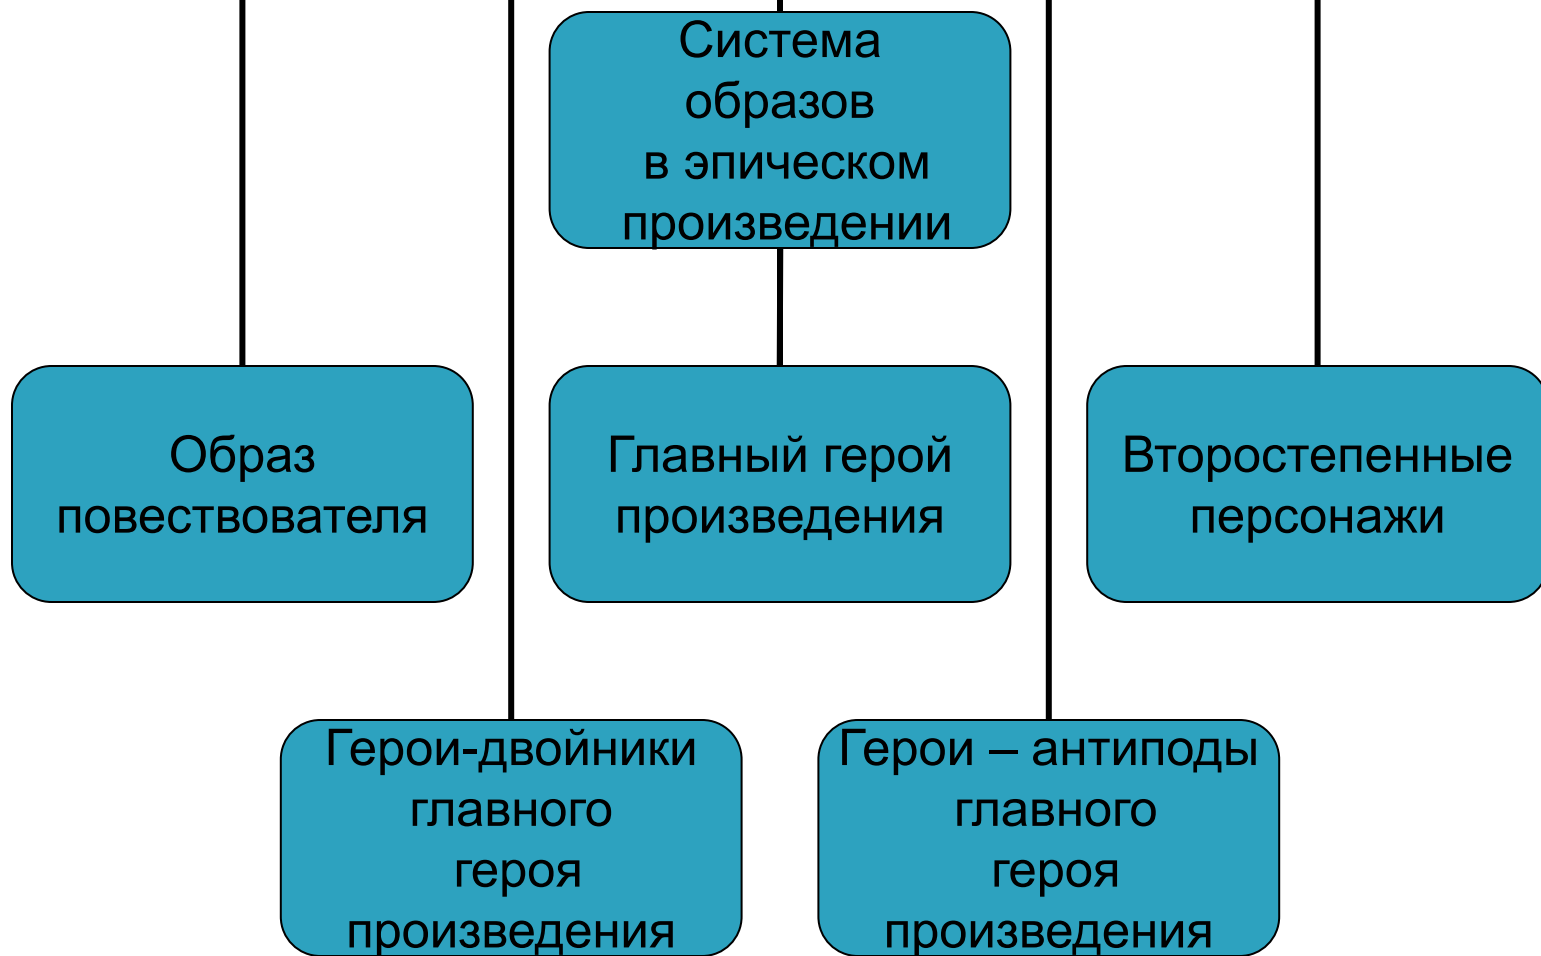 Система
образов
в эпическом
произведении
Образ
повествователя
Главный герой
произведения
Второстепенные
персонажи
Герои-двойники
главного
героя
произведения
Герои – антиподы
главного
героя
произведения